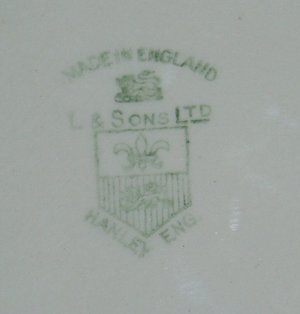 MADE IN ENGLAND
L & SONS LTD
HANLEY ENG.